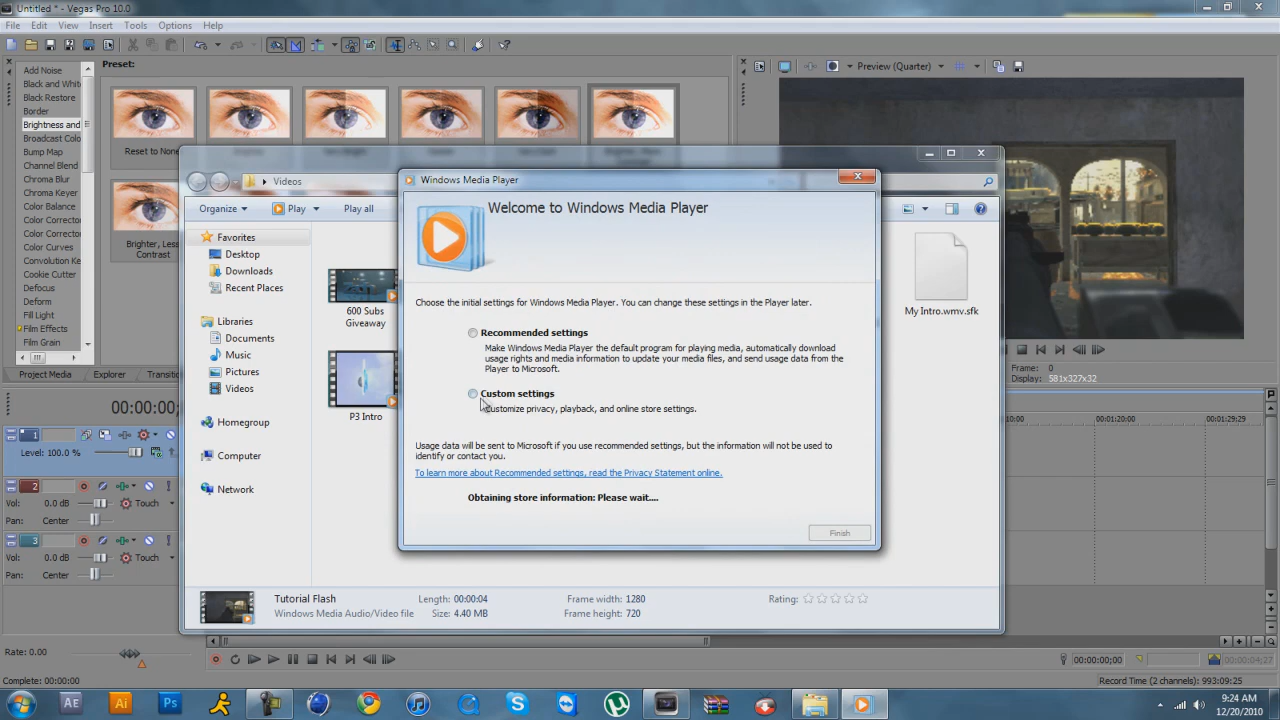 Untitled * - Vegas Pro 10.0
File Edit View Insert Tools Options Help
Preset:
Add Noise
Black and Whit
Black Restore
Border
Brightness and
Broadcast Colo
Bump Map
Channel Blend
Chroma Blur
Chroma Keyer
Color Balance
Color Corrector
Color Corrector
Color Curves
Convolution Ke
Cookie Cutter
Defocus
Deform
Fill Light
Film Effects
Film Grain
Reset to None
Brighter, Less
Contrast
Preview (Quarter)
Frame: 0
Display: 581x327x32
Project Media
Explorer
Transiti
Videos
Organize
Play
Play all
Favorites
Desktop
Downloads
Recent Places
Libraries
Documents
Music
Pictures
Videos
Homegroup
Computer
Network
600 Subs
Giveaway
P3 Intro
My Intro.wmv.sfk
Windows Media Player
Welcome to Windows Media Player
Choose the initial settings for Windows Media Player. You can change these settings in the Player later.
Recommended settings
Make Windows Media Player the default program for playing media, automatically download
usage rights and media information to update your media files, and send usage data from the
Player to Microsoft.
Custom settings
Customize privacy, playback, and online store settings.
Usage data will be sent to Microsoft if you use recommended settings, but the information will not be used to
identify or contact you.
To learn more about Recommended settings, read the Privacy Statement online.
Obtaining store information: Please wait....
Finish
00:00:00;
1
Level: 100.0 %
2
Vol: 0.0 dB Touch
Pan: Center
3
Vol: 0.0 dB Touch
Pan: Center
10:00
00:01:20:00
00:01:29:29
Tutorial Flash
Windows Media Audio/Video file
Length: 00:00:04
Size: 4.40 MB
Frame width: 1280
Frame height: 720
Rating:
Rate: 0.00
00:00:00;00
00:00:04;27
Complete: 00:00:00
Record Time (2 channels): 993:09:25
Ae
Ai
Ps
9:24 AM
12/20/2010